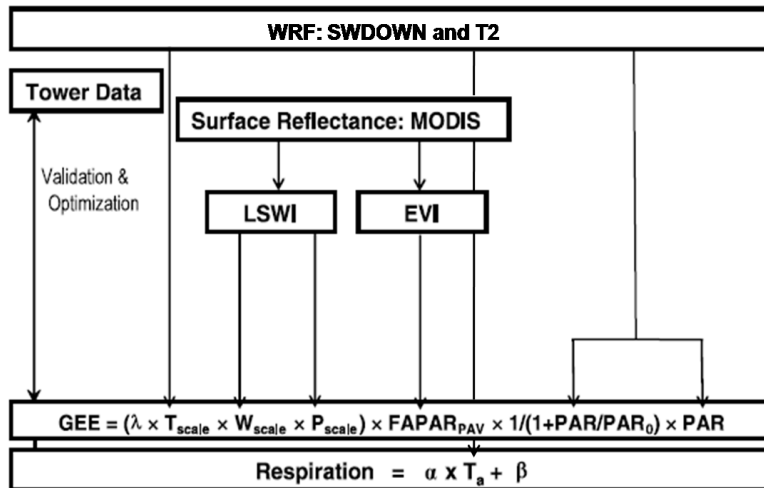 WRF: SWDOWN and T2
Tower Data
Surface Reflectance: MODIS
Validation &
Optimization
LSWI
EVI
GEE = (λ × Tscale × Wscale × Pscale) × FAPARPAV × 1/(1+PAR/PAR0) × PAR
Respiration = α x Ta + β